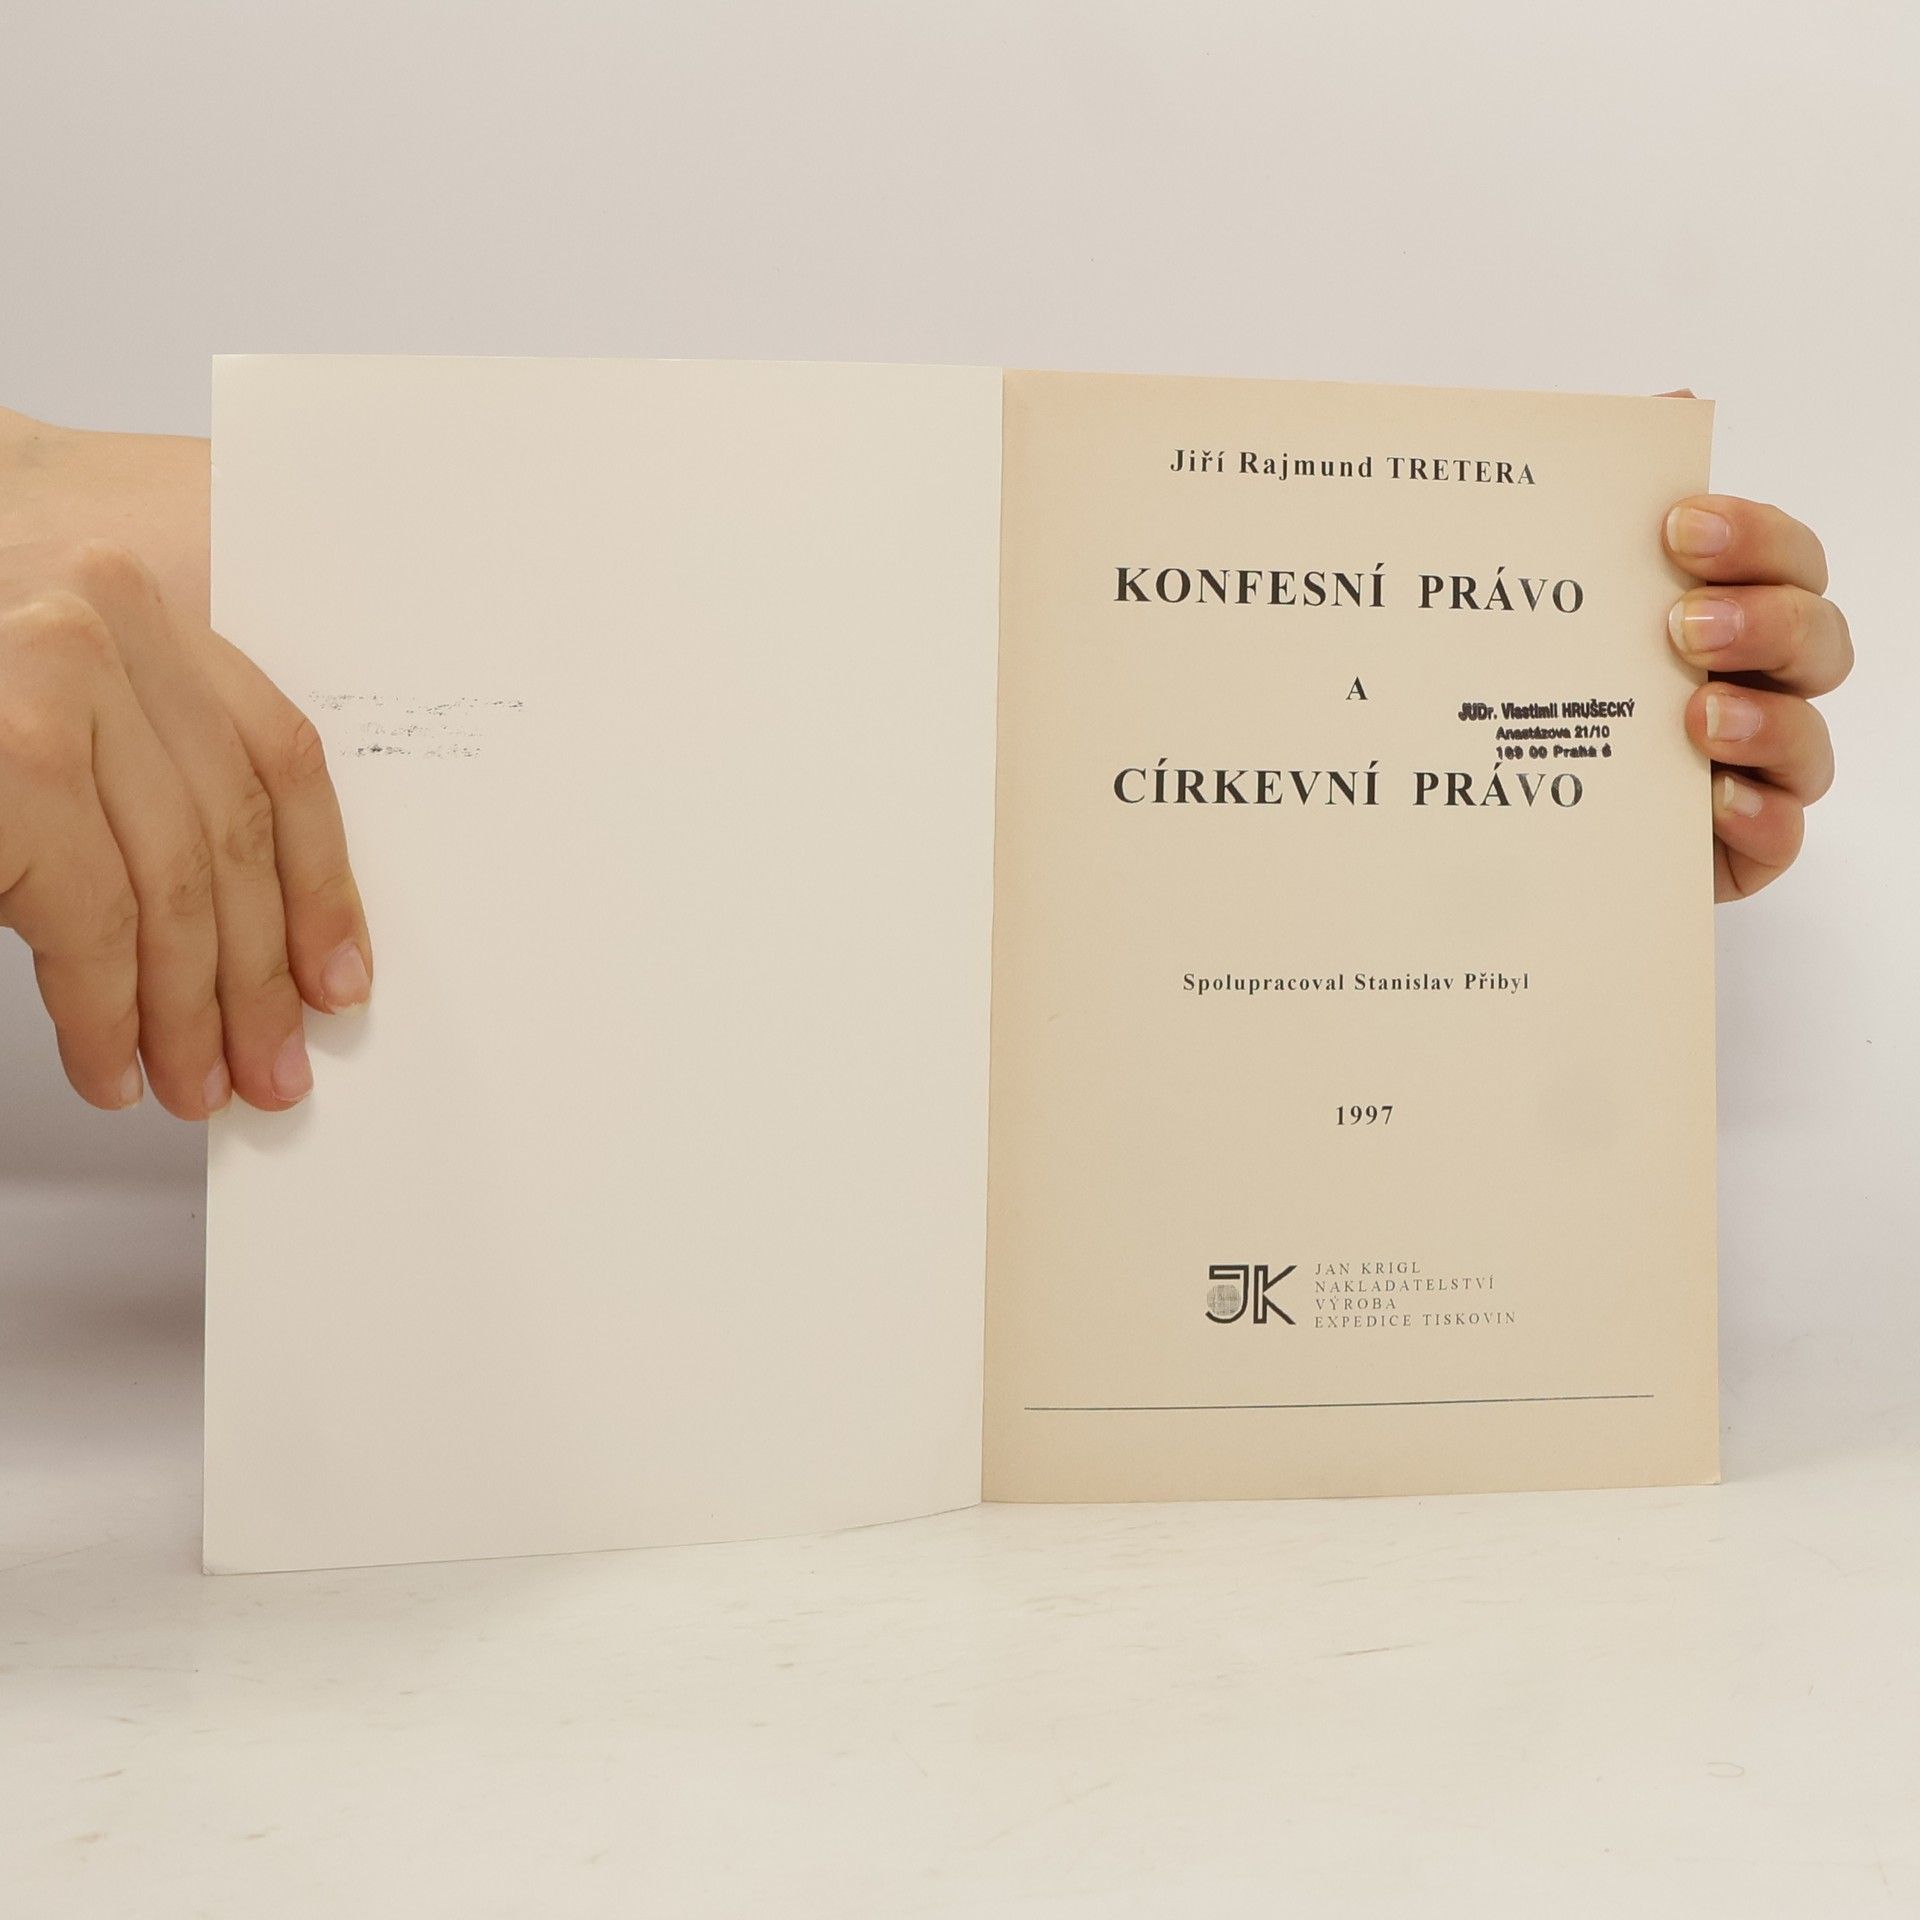 Jiří Rajmund TRETERA
KONFESNÍ PRÁVO
A
JUDr. Vlastimil HRUŠECKÝ
Anastázova 21/10
169 00 Praha 6
CÍRKEVNÍ PRÁVO
Spolupracoval Stanislav Přibyl
1997
JK
JAN KRIGL
NAKLADATELSTVÍ
VÝROBA
EXPEDICE TISKOVIN